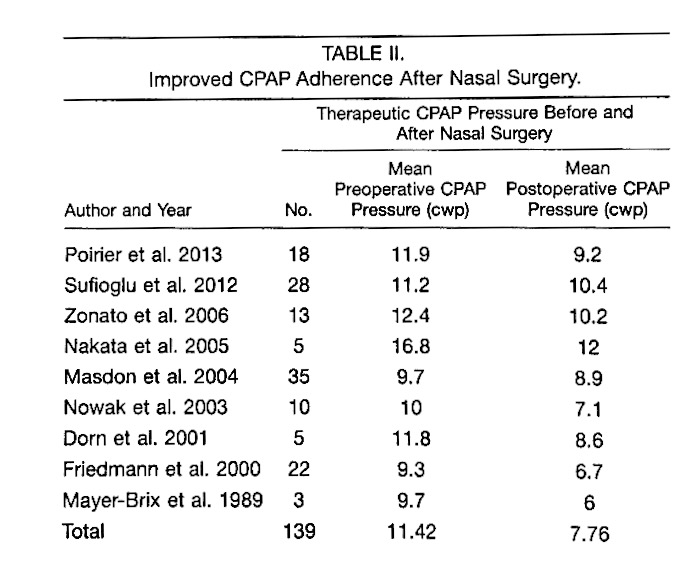 TABLE II.
Improved CPAP Adherence After Nasal Surgery.
Therapeutic CPAP Pressure Before and
After Nasal Surgery
Mean Mean
Preoperative CPAP Postoperative CPAP
Author and Year No. Pressure (cwp) Pressure (cwp)
Poirier et al. 2013 18 11.9 9.2
Sufioglu et al. 2012 28 11.2 10.4
Zonato et al. 2006 13 12.4 10.2
Nakata et al. 2005 5 16.8 12
Masdon et al. 2004 35 9.7 8.9
Nowak et al. 2003 10 10 7.1
Dorn et al. 2001 5 11.8 8.6
Friedmann et al. 2000 22 9.3 6.7
Mayer-Brix et al. 1989 3 9.7 6
Total 139 11.42 7.76